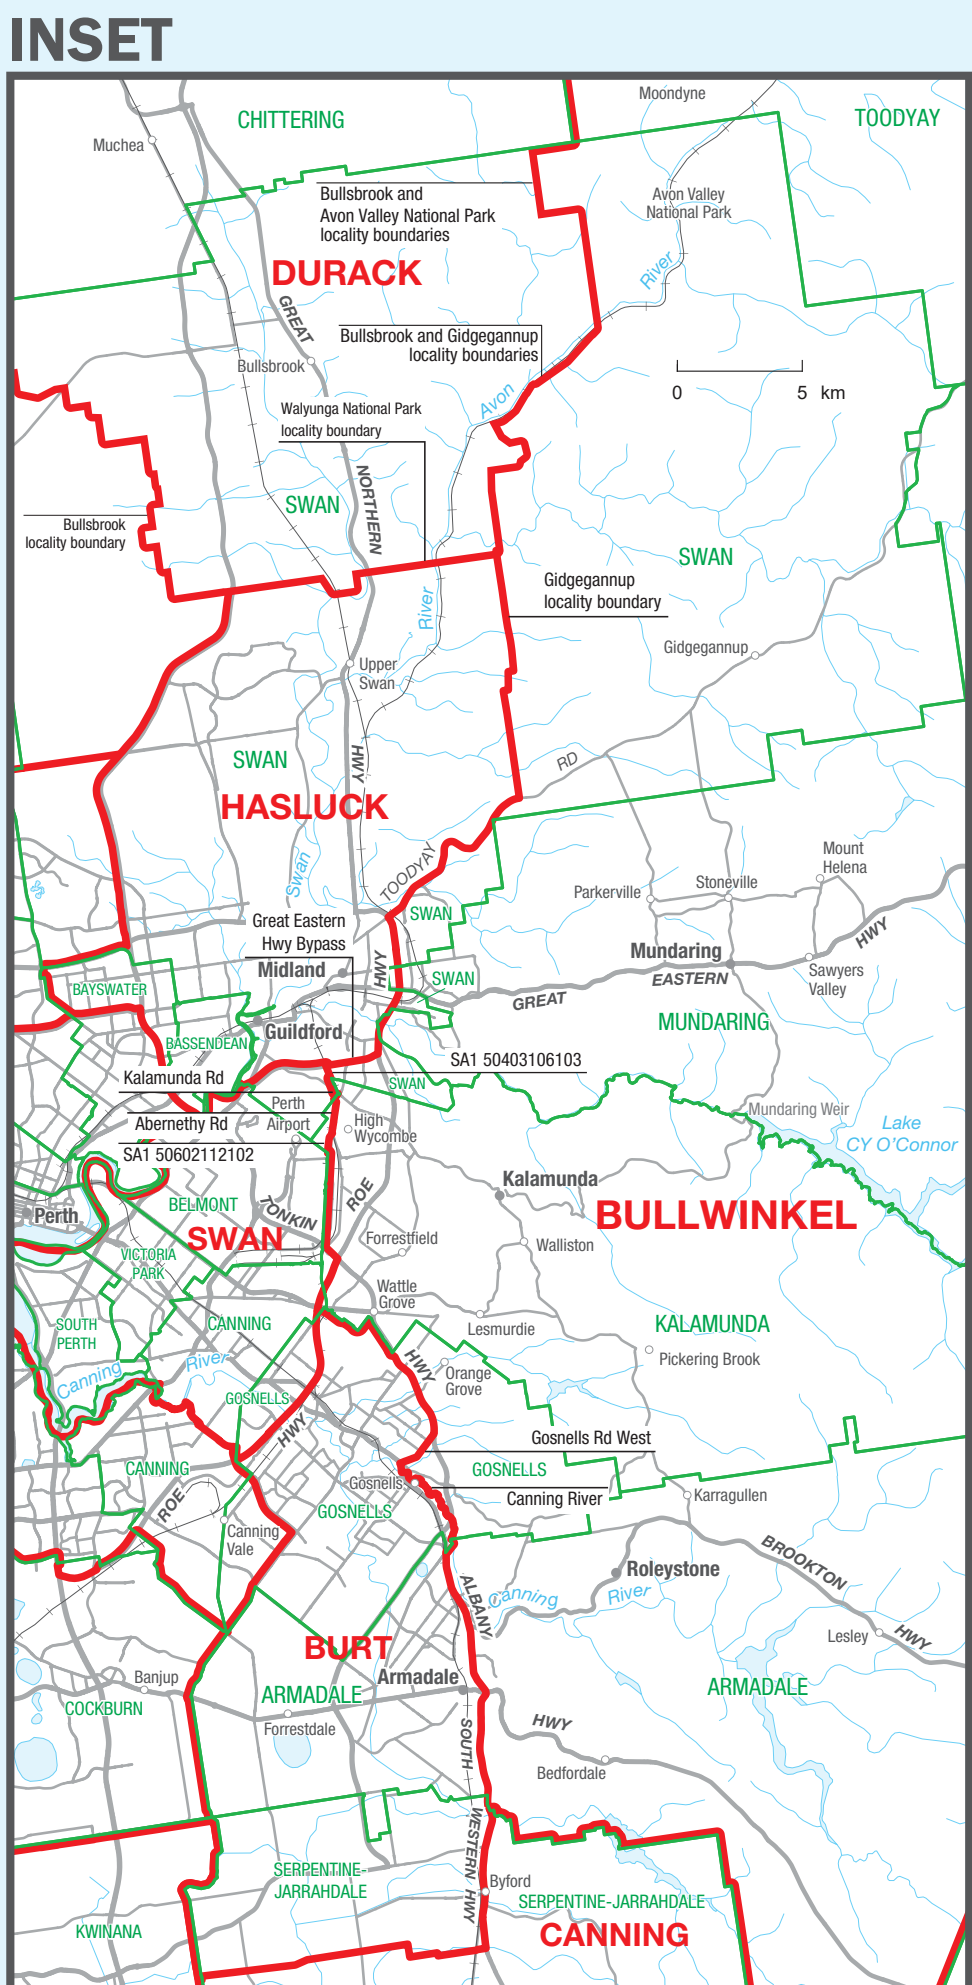 INSET
Moondyne
CHITTERING
TOODYAY
Muchea
Bullsbrook and
Avon Valley National Park
locality boundaries
Avon Valley
National Park
DURACK
River
GREAT
Bullsbrook and Gidgegannup
locality boundaries
Bullsbrook
0 5 km
Avon
Walyunga National Park
locality boundary
NORTHERN
SWAN
Bullsbrook
locality boundary
SWAN
Gidgegannup
locality boundary
River
Gidgegannup
Upper
Swan
SWAN
HWY
RD
HASLUCK
Swan
TOODYAY
Mount
Helena
Parkerville
Stoneville
Great Eastern
Hwy Bypass
SWAN
HWY
Mundaring
Midland
HWY
SWAN
EASTERN
Sawyers
Valley
BAYSWATER
GREAT
Guildford
MUNDARING
BASSENDEAN
SA1 50403106103
Kalamunda Rd
SWAN
Perth
Airport
Abernethy Rd
High
Wycombe
Mundaring Weir
Lake
CY O'Connor
SA1 50602112102
Kalamunda
BELMONT
TONKIN
ROE
BULLWINKEL
Perth
SWAN
Forrestfield
Walliston
VICTORIA
PARK
Wattle
Grove
SOUTH
PERTH
CANNING
Lesmurdie
KALAMUNDA
River
Canning
HWY
Orange
Grove
Pickering Brook
GOSNELLS
HWY
Gosnells Rd West
CANNING
GOSNELLS
Gosnells
ROE
GOSNELLS
Canning River
Karragullen
Canning
Vale
BROOKTON
Roleystone
ALBANY
Canning
River
HWY
Lesley
BURT
Banjup
Armadale
ARMADALE
ARMADALE
COCKBURN
Forrestdale
HWY
SOUTH
Bedfordale
WESTERN
SERPENTINE-
JARRAHDALE
Byford
HWY
SERPENTINE-JARRAHDALE
KWINANA
CANNING